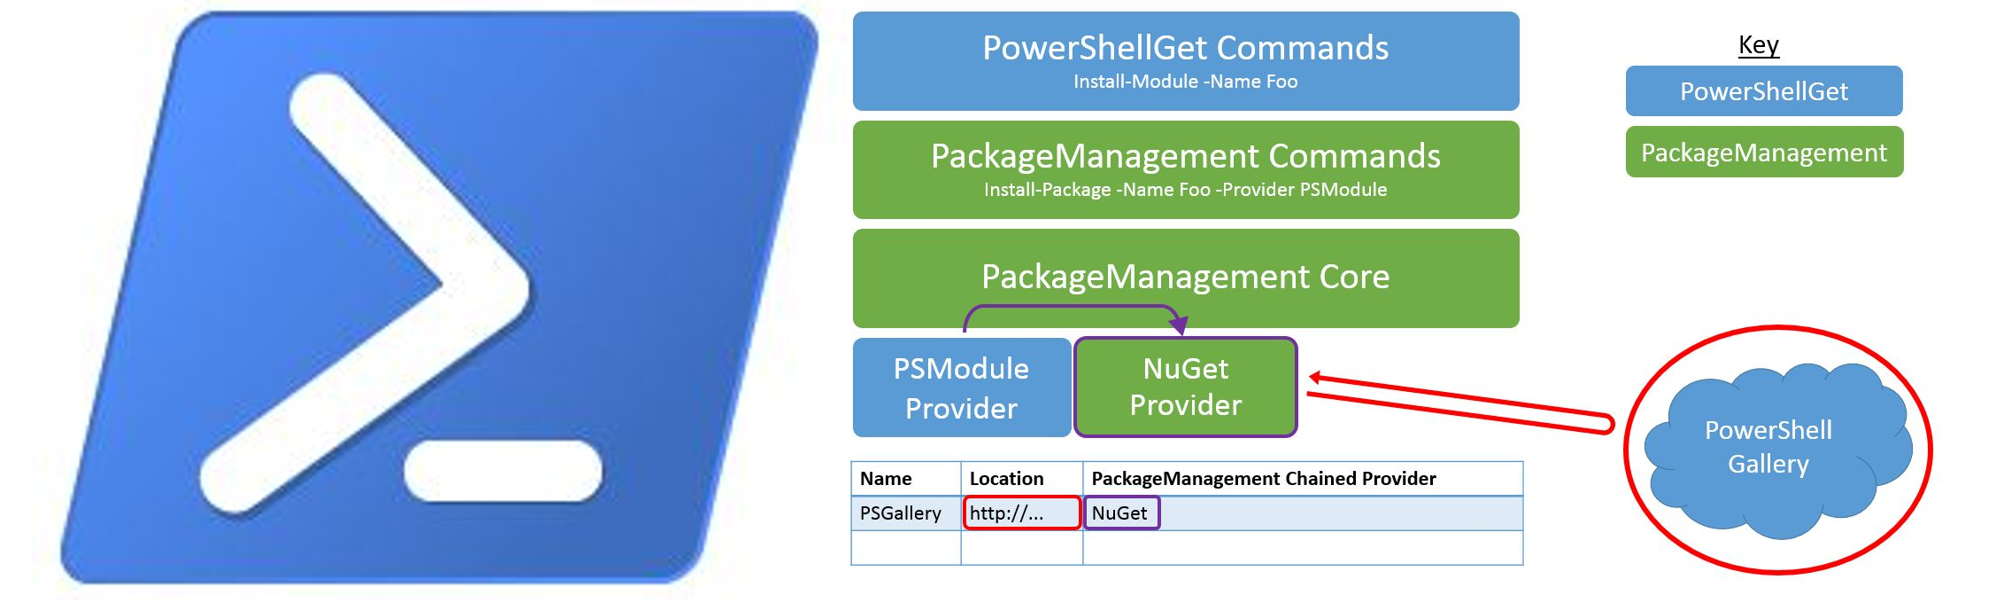 PowerShellGet Commands
Install-Module -Name Foo
PackageManagement Commands
Install-Package -Name Foo -Provider PSModule
PackageManagement Core
PSModule
Provider
NuGet
Provider
Name Location PackageManagement Chained Provider
PSGallery http://... NuGet
Key
PowerShellGet
PackageManagement
PowerShell
Gallery